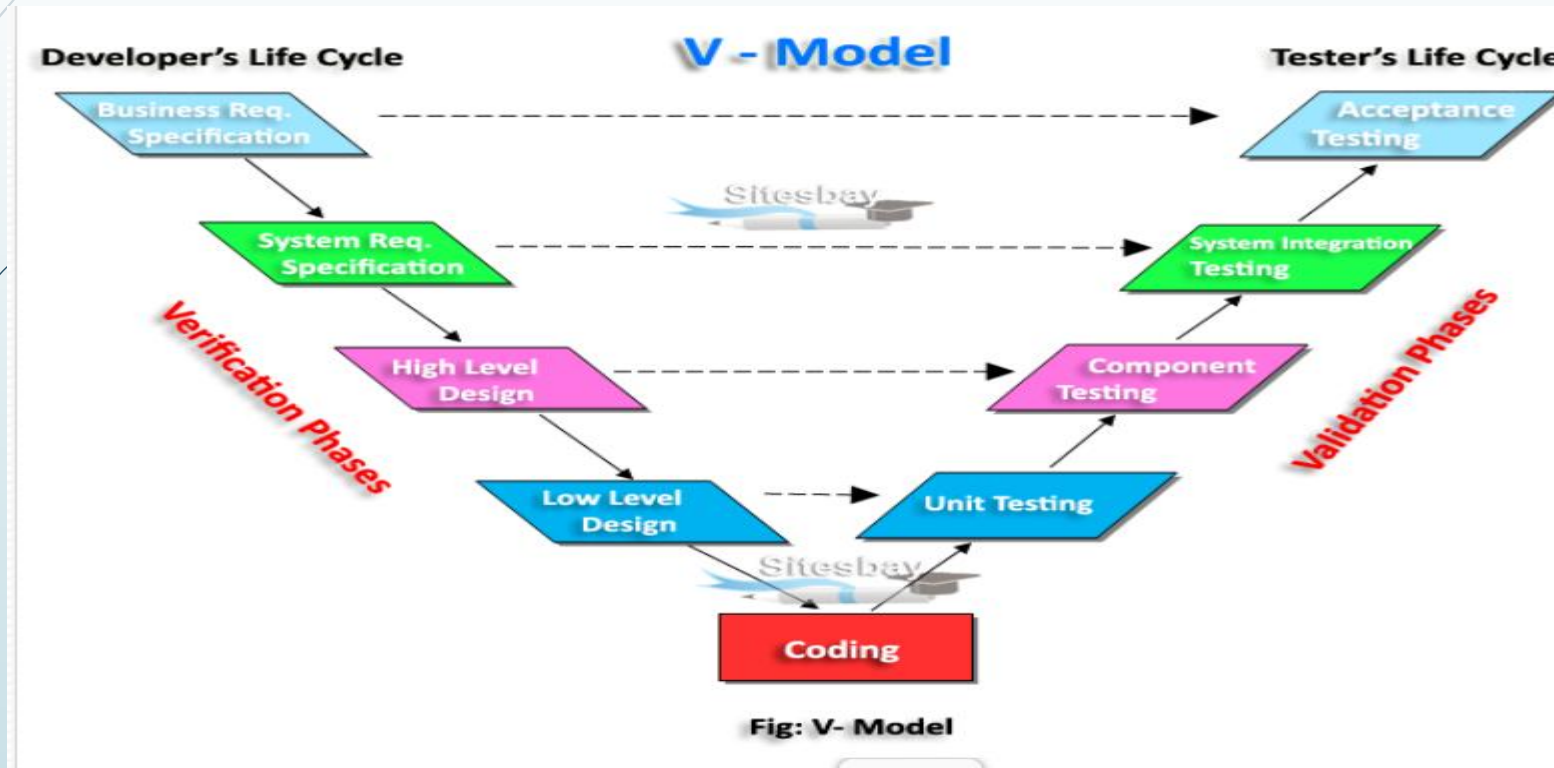 V - Model
Developer's Life Cycle
Tester's Life Cycle
Business Req.
Specification
Acceptance
Testing
Sitesbay
System Req.
Specification
System Integration
Testing
Verification Phases
Validation Phases
High Level
Design
Component
Testing
Low Level
Design
Unit Testing
Sitesbay
Coding
Fig: V- Model